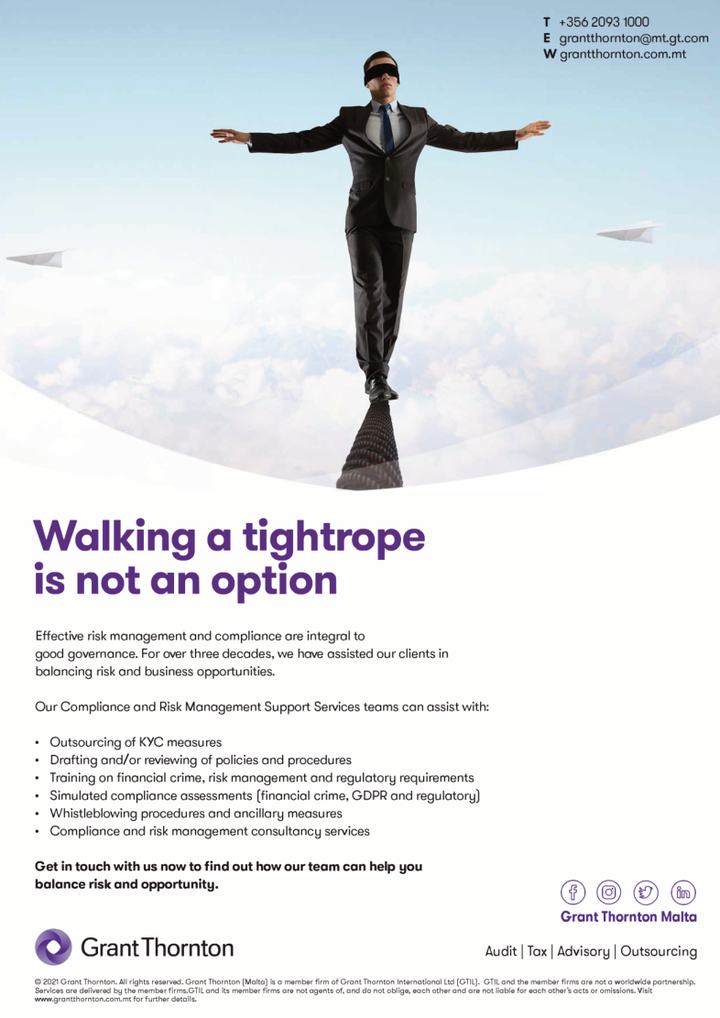 T +356 2093 1000
E grantthornton@mt.gt.com
W grantthornton.com.mt
Walking a tightrope
is not an option
Effective risk management and compliance are integral to
good governance. For over three decades, we have assisted our clients in
balancing risk and business opportunities.
Our Compliance and Risk Management Support Services teams can assist with:
• Outsourcing of KYC measures
• Drafting and/or reviewing of policies and procedures
• Training on financial crime, risk management and regulatory requirements
• Simulated compliance assessments (financial crime, GDPR and regulatory)
• Whistleblowing procedures and ancillary measures
• Compliance and risk management consultancy services
Get in touch with us now to find out how our team can help you
balance risk and opportunity.
Grant Thornton Malta
Grant Thornton
Audit | Tax | Advisory | Outsourcing
© 2021 Grant Thornton. All rights reserved. Grant Thornton (Malta) is a member firm of Grant Thornton International Ltd (GTIL). GTIL and the member firms are not a worldwide partnership.
Services are delivered by the member firms.GTIL and its member firms are not agents of, and do not oblige, each other and are not liable for each other's acts or omissions. Visit
www.grantthornton.com.mt for further details.